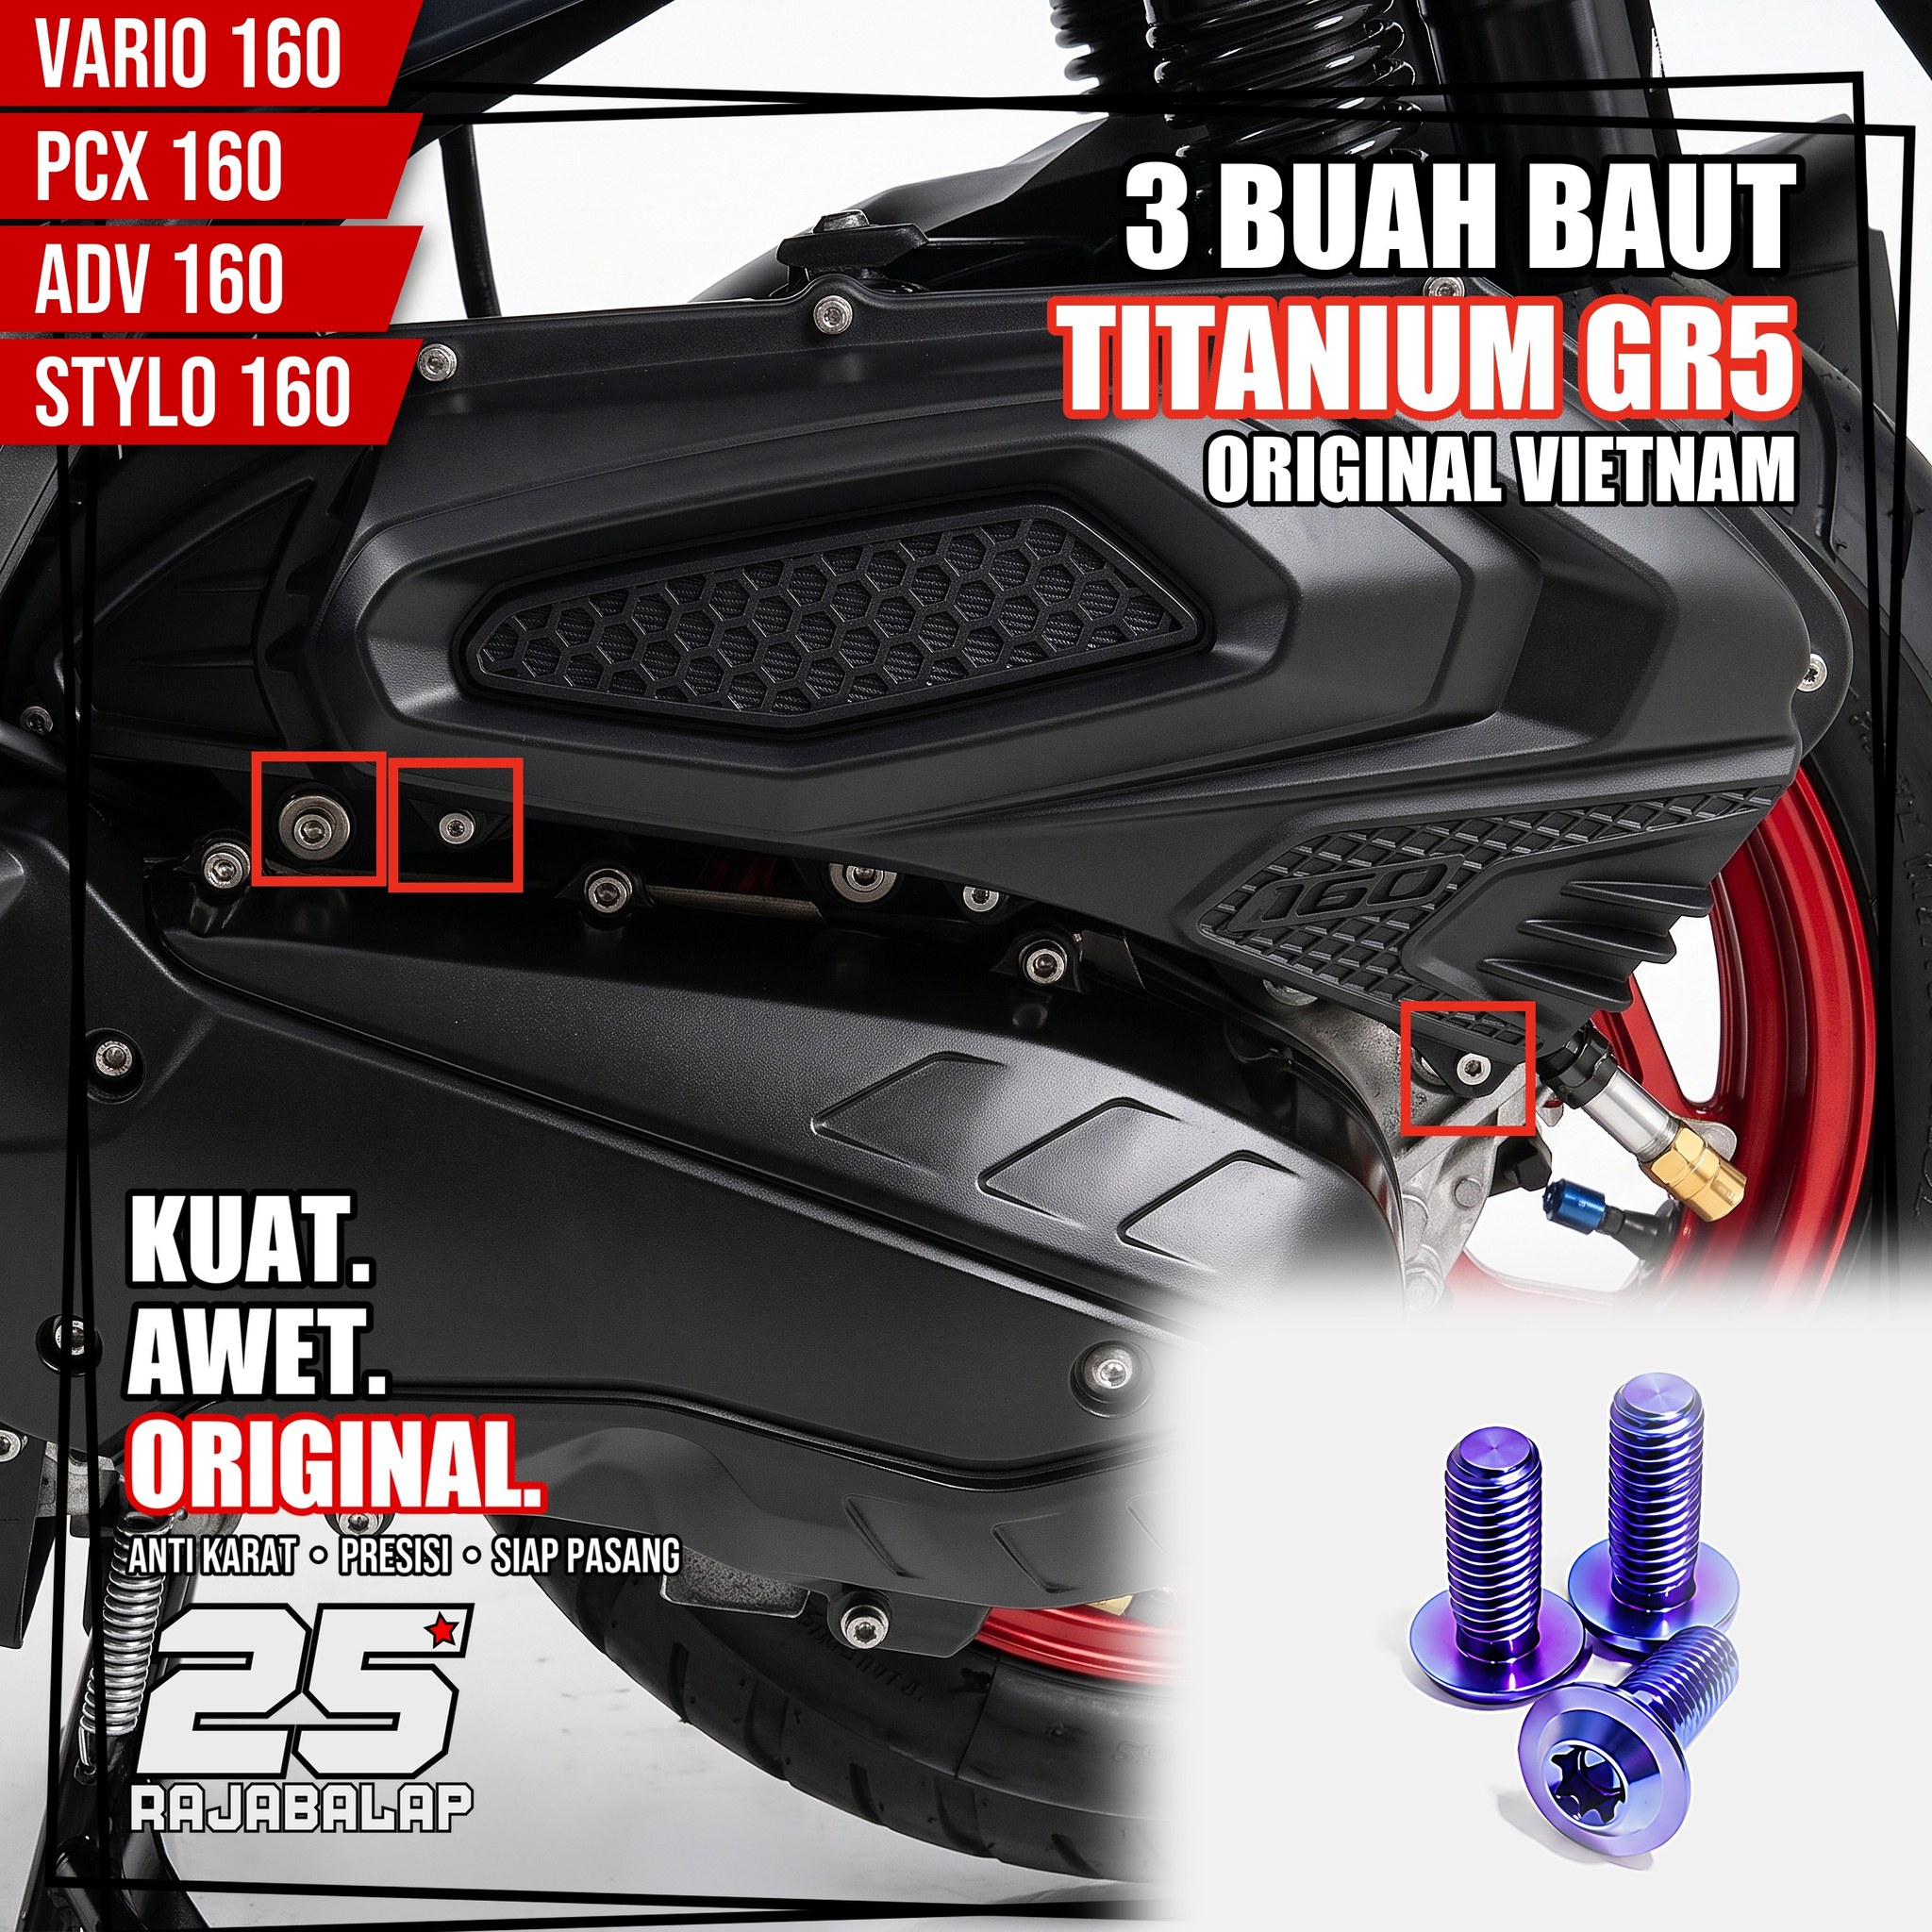 VARIO 160
PCX 160
ADV 160
STYLO 160
3 BUAH BAUT
TITANIUM GR5
ORIGINAL VIETNAM
160
KUAT.
AWET.
ORIGINAL.
ANTI KARAT • PRESISI • SIAP PASANG
25
RAJABALAP